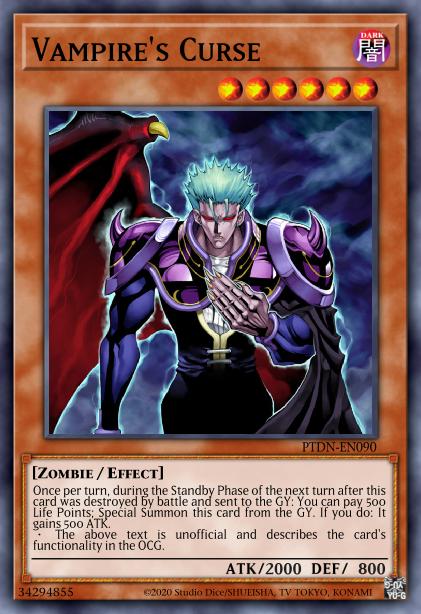 VAMPIRE'S CURSE
DARK
闇
PTDN-EN090
[ZOMBIE / EFFECT]
Once per turn, during the Standby Phase of the next turn after this
card was destroyed by battle and sent to the GY: You can pay 500
Life Points; Special Summon this card from the GY. If you do: It
gains 500 ATK.
· The above text is unofficial and describes the card's
functionality in the OCG.
ATK/2000 DEF/ 800
34294855
©2020 Studio Dice/SHUEISHA, TV TOKYO, KONAMI